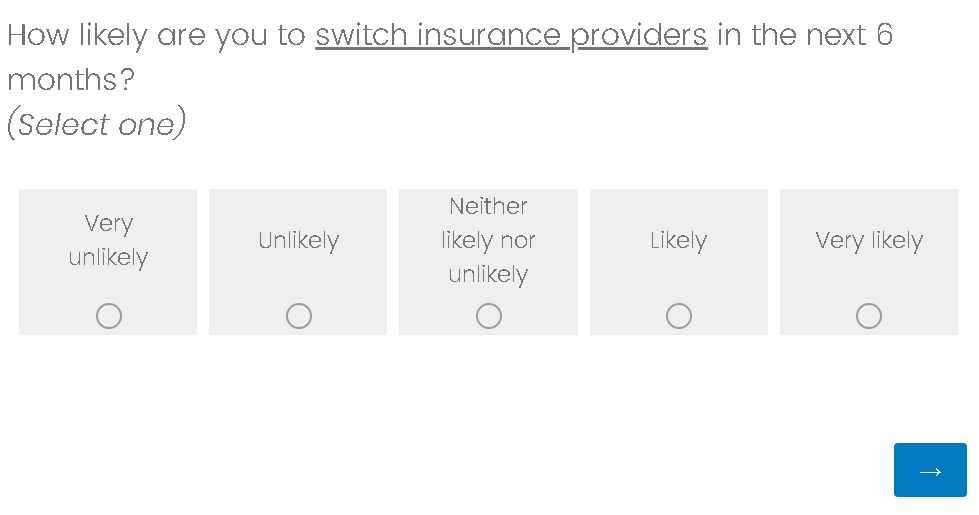 How likely are you to switch insurance providers in the next 6
months?
(Select one)
Very
unlikely
Unlikely
Neither
likely nor
unlikely
Likely
Very likely
→